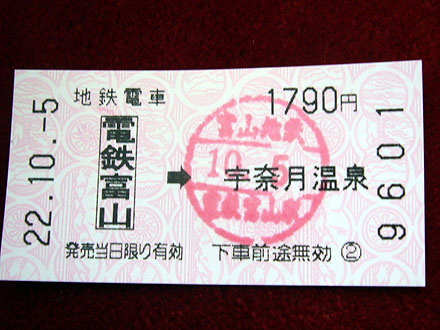 地鉄電車 1790円
電鉄富山 ➡ 宇奈月温泉
発売当日限り有効 下車前途無効 ②
22.10.-5
9601
富山地鉄
10.-5
電鉄富山駅